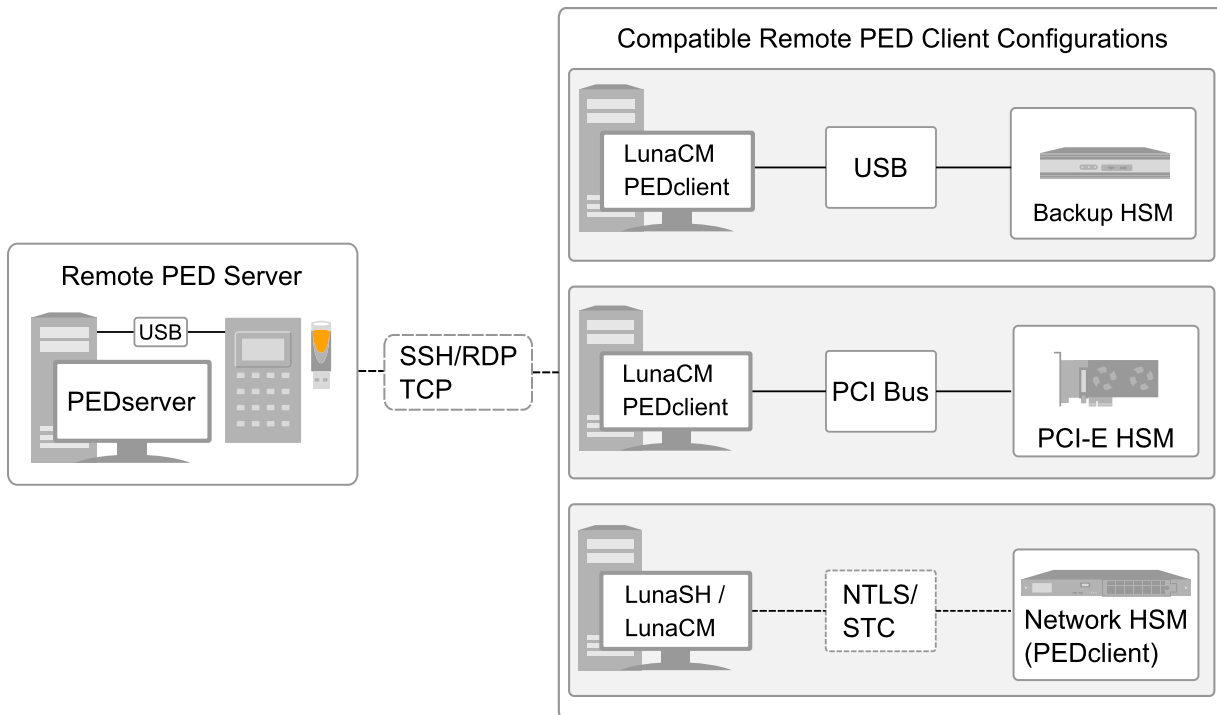 Compatible Remote PED Client Configurations
LunaCM
PEDclient
USB
Backup HSM
Remote PED Server
USB
PEDserver
SSH/RDP
TCP
LunaCM
PEDclient
PCI Bus
PCI-E HSM
LunaSH /
LunaCM
NTLS/
STC
Network HSM
(PEDclient)